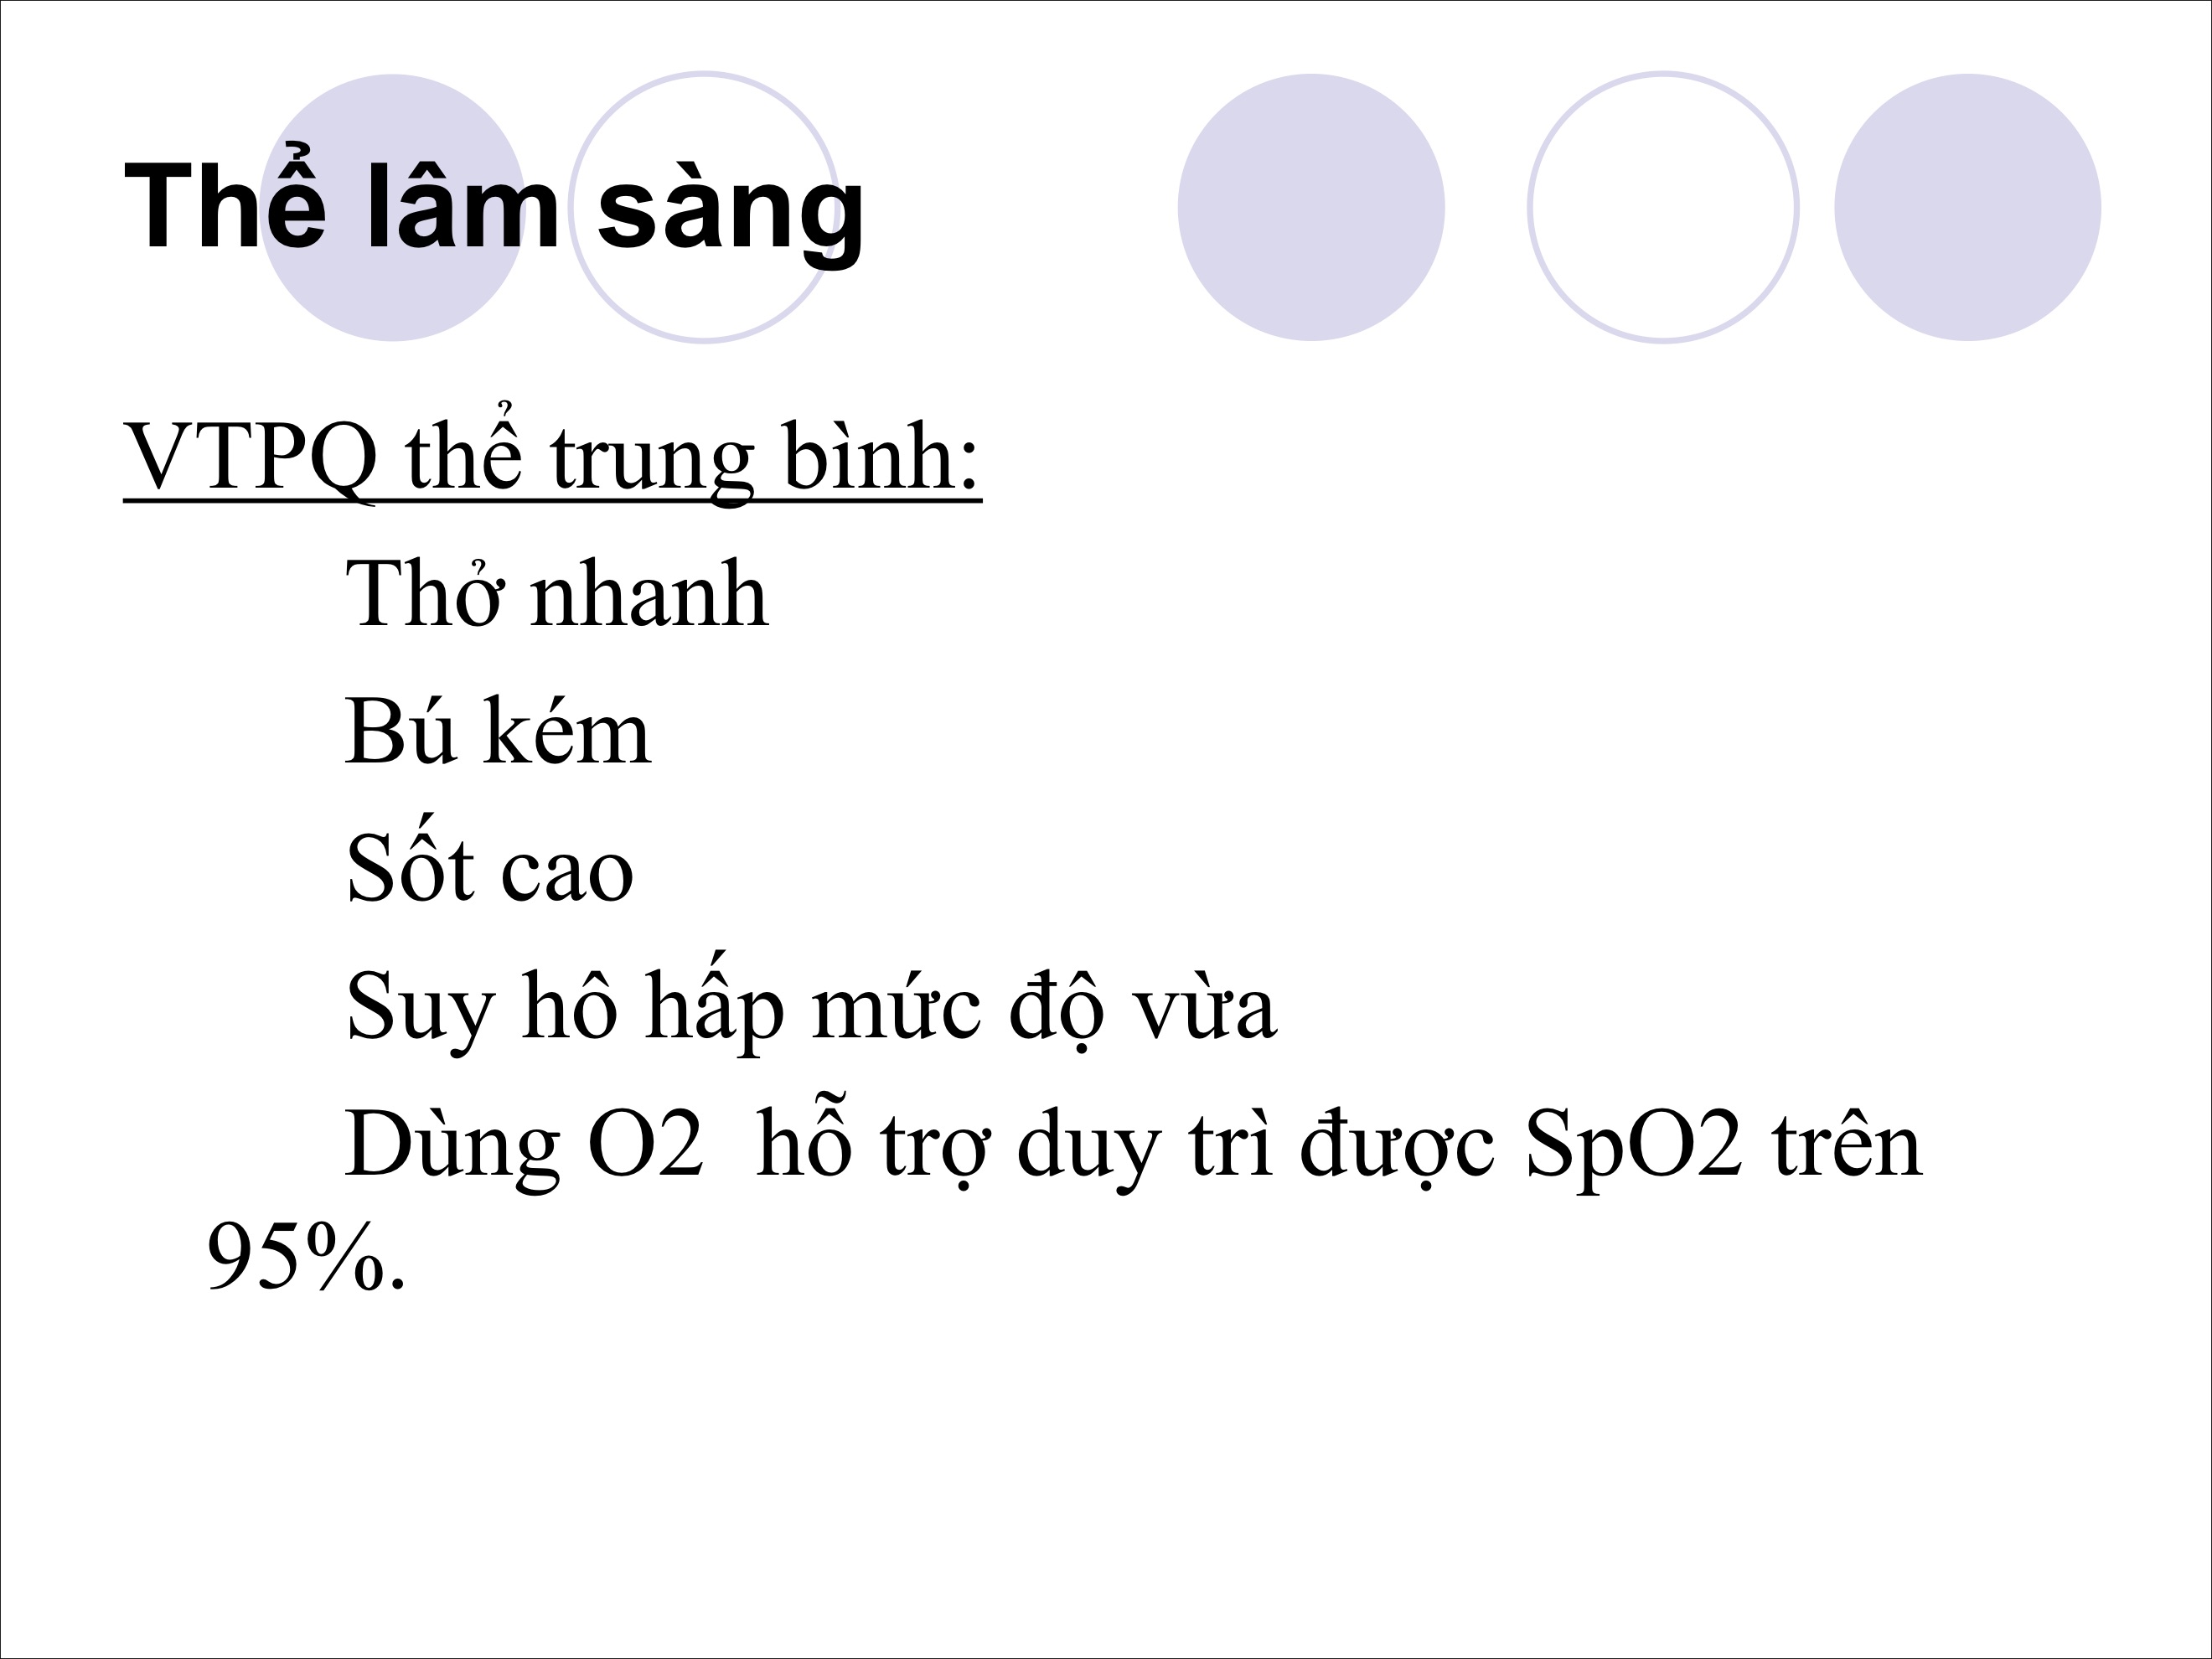 Thể lâm sàng
VTPQ thể trung bình:
Thở nhanh
Bú kém
Sốt cao
Suy hô hấp mức độ vừa
Dùng O2 hỗ trợ duy trì được SpO2 trên
95%.